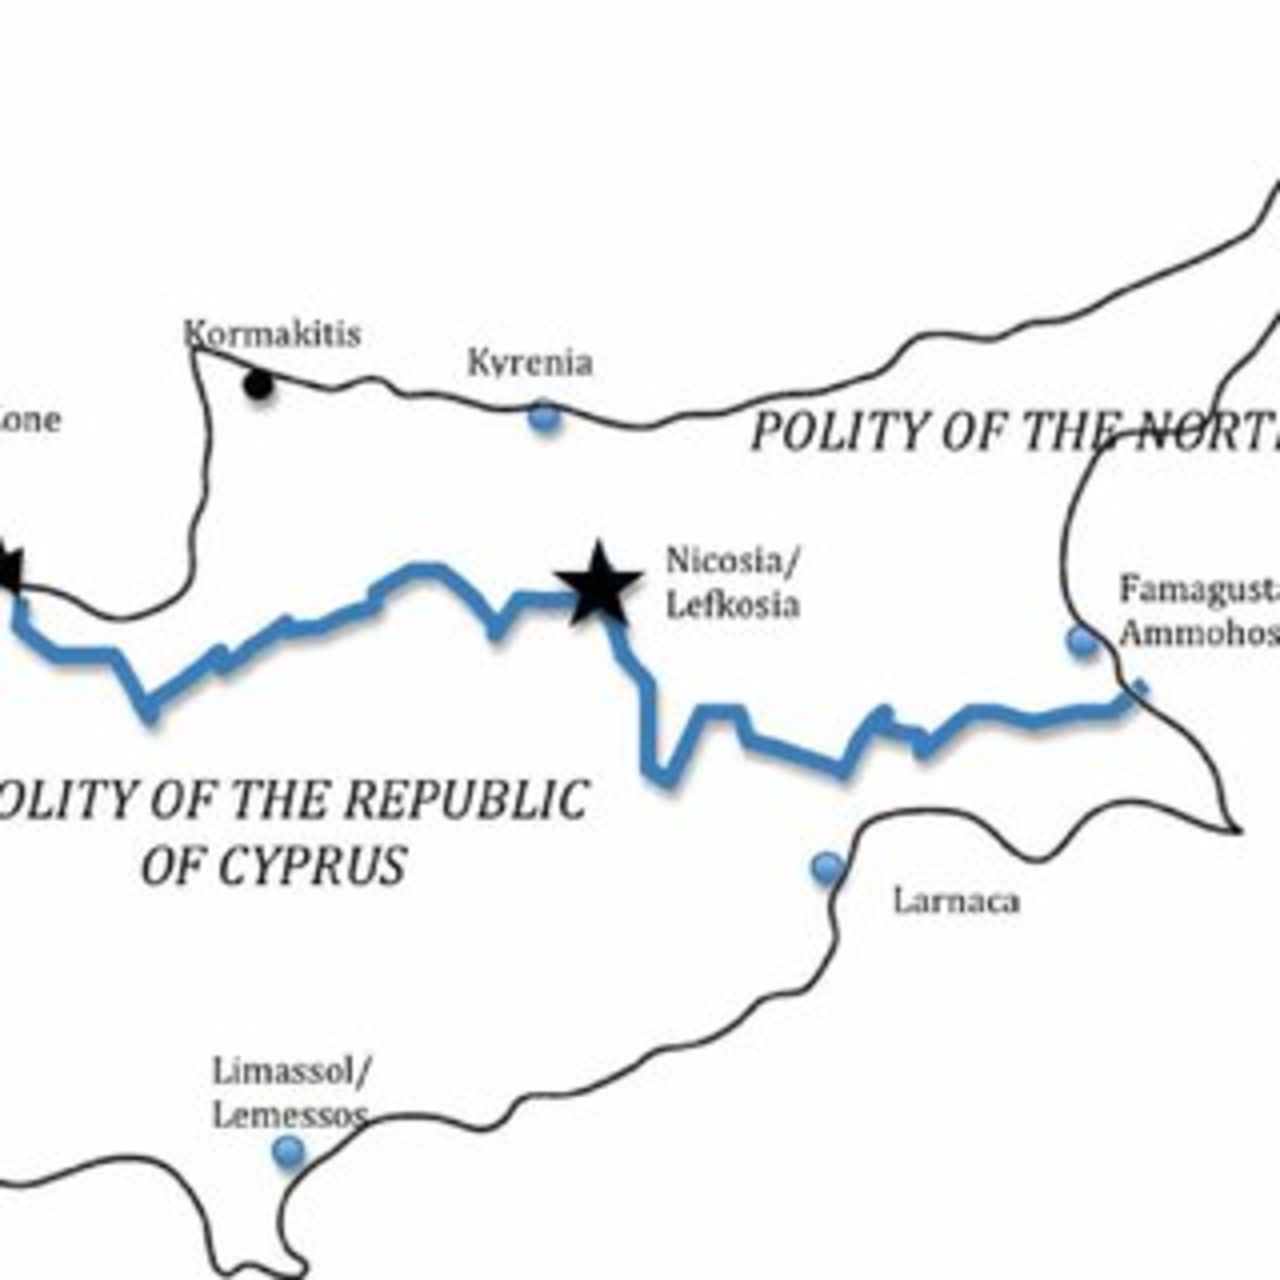 Kormakitis
Kyrenia
one
POLITY OF THE NORT
Nicosia/
Lefkosia
Famagust
Ammohos
OLITY OF THE REPUBLIC
OF CYPRUS
Larnaca
Limassol/
Lemessos